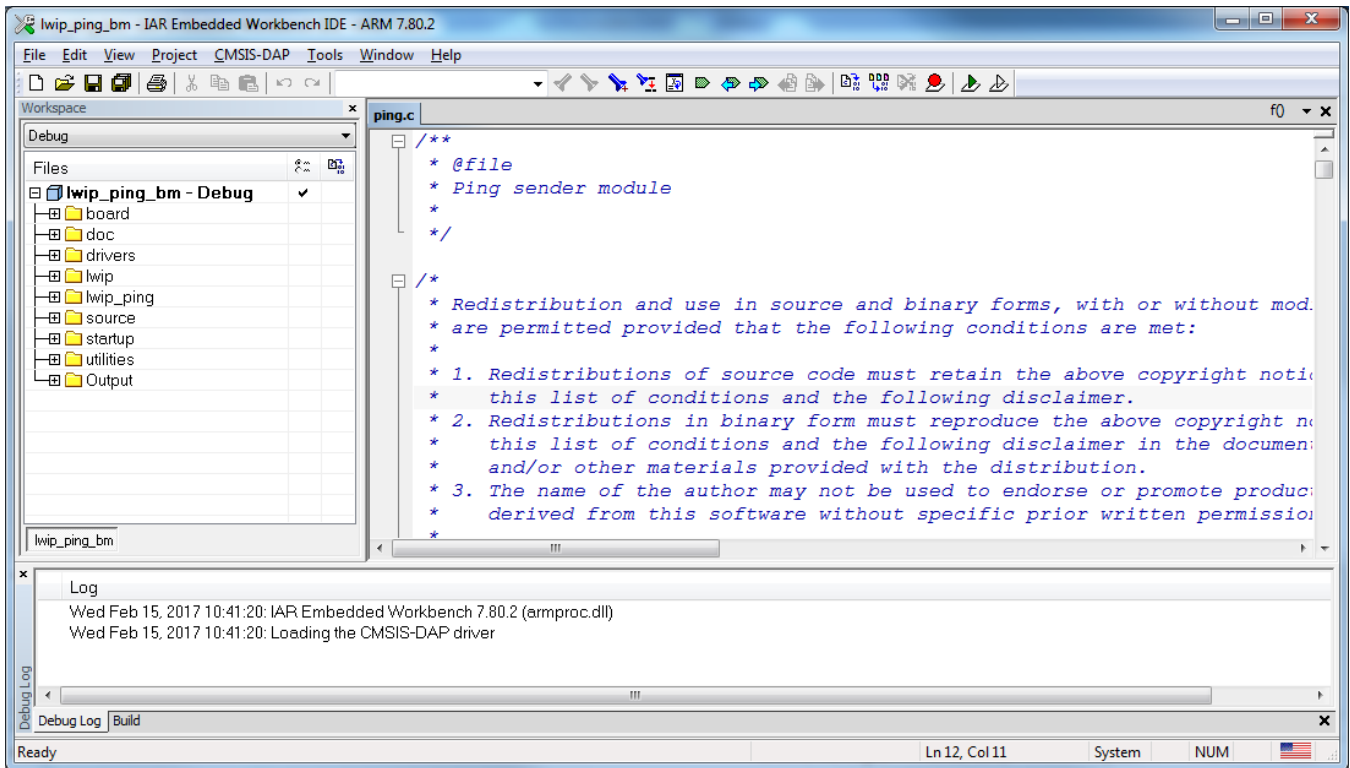 lwip_ping_bm - IAR Embedded Workbench IDE - ARM 7.80.2
File Edit View Project CMSIS-DAP Tools Window Help
Workspace
Debug
Files
lwip_ping_bm - Debug
board
doc
drivers
lwip
lwip_ping
source
startup
utilities
Output
lwip_ping_bm
ping.c
f()
/**
* @file
* Ping sender module
*
*/
/*
* Redistribution and use in source and binary forms, with or without mod
* are permitted provided that the following conditions are met:
*
* 1. Redistributions of source code must retain the above copyright noti
*    this list of conditions and the following disclaimer.
* 2. Redistributions in binary form must reproduce the above copyright n
*    this list of conditions and the following disclaimer in the documen
*    and/or other materials provided with the distribution.
* 3. The name of the author may not be used to endorse or promote produc
*    derived from this software without specific prior written permissio
*
Log
Wed Feb 15, 2017 10:41:20: IAR Embedded Workbench 7.80.2 (armproc.dll)
Wed Feb 15, 2017 10:41:20: Loading the CMSIS-DAP driver
Debug Log
Debug Log Build
Ready Ln 12, Col 11 System NUM